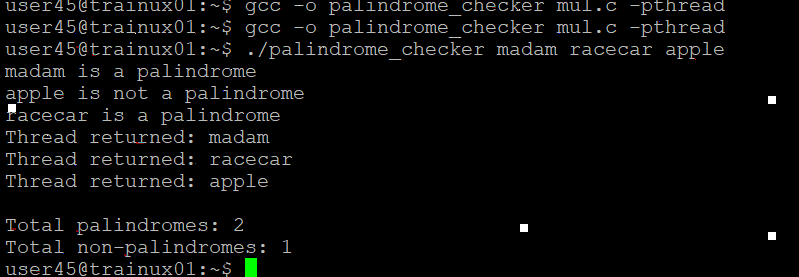 user45@trainux01:~$ gcc -o palindrome_checker mul.c -pthread
user45@trainux01:~$ gcc -o palindrome_checker mul.c -pthread
user45@trainux01:~$ ./palindrome_checker madam racecar apple
madam is a palindrome
apple is not a palindrome
racecar is a palindrome
Thread returned: madam
Thread returned: racecar
Thread returned: apple
Total palindromes: 2
Total non-palindromes: 1
user45@trainux01:~$